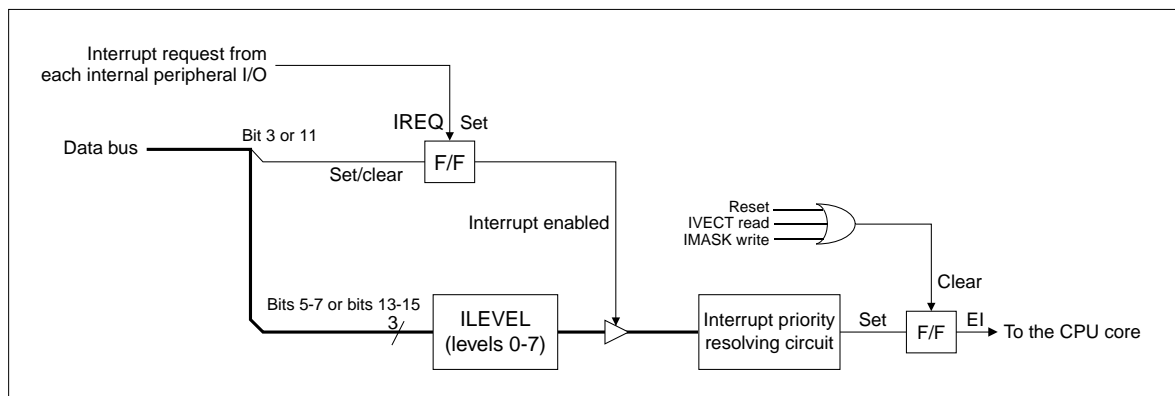 Interrupt request from
each internal peripheral I/O
IREQ Set
Bit 3 or 11
Data bus
F/F
Set/clear
Interrupt enabled
Reset
IVECT read
IMASK write
Clear
Bits 5-7 or bits 13-15
3
ILEVEL
(levels 0-7)
Interrupt priority
resolving circuit
Set
F/F
EI
To the CPU core